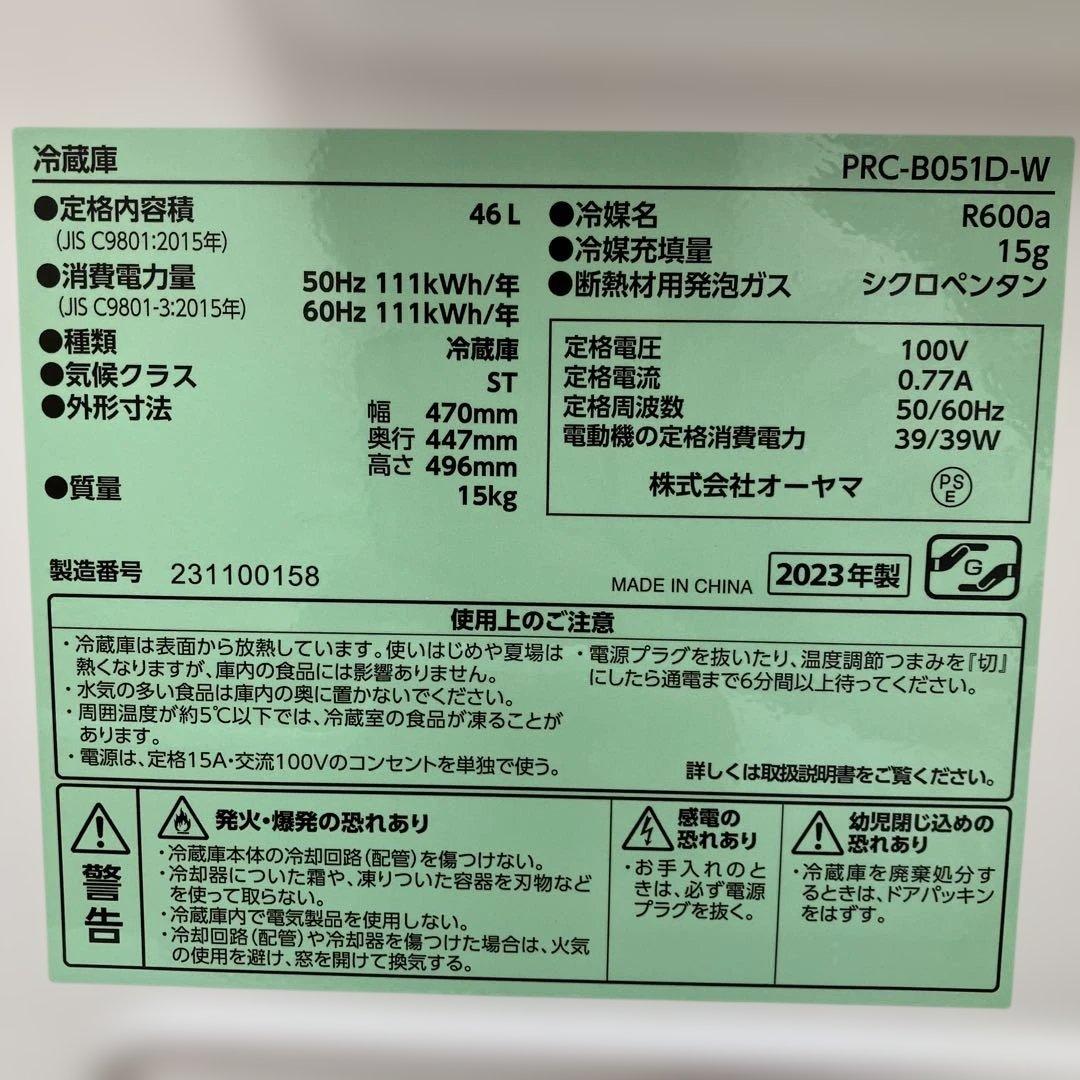 冷蔵庫 PRC-B051D-W
●定格内容積 46 L
(JIS C9801:2015年)
●消費電力量 50Hz 111kWh/年
(JIS C9801-3:2015年) 60Hz 111kWh/年
●種類 冷蔵庫
●気候クラス ST
●外形寸法 幅 470mm
奥行 447mm
高さ 496mm
●質量 15kg
●冷媒名 R600a
●冷媒充填量 15g
●断熱材用発泡ガス シクロペンタン
定格電圧 100V
定格電流 0.77A
定格周波数 50/60Hz
電動機の定格消費電力 39/39W
株式会社オーヤマ PSE
製造番号 231100158
MADE IN CHINA 2023年製 G
使用上のご注意
・冷蔵庫は表面から放熱しています。使いはじめや夏場は
熱くなりますが、庫内の食品には影響ありません。
・水気の多い食品は庫内の奥に置かないでください。
・周囲温度が約5℃以下では、冷蔵室の食品が凍ることが
あります。
・電源は、定格15A・交流100Vのコンセントを単独で使う。
・電源プラグを抜いたり、温度調節つまみを『切』
にしたら通電まで6分間以上待ってください。
詳しくは取扱説明書をご覧ください。
警告
発火・爆発の恐れあり
・冷蔵庫本体の冷却回路(配管)を傷つけない。
・冷却器についた霜や、凍りついた容器を刃物など
を使って取らない。
・冷蔵庫内で電気製品を使用しない。
・冷却回路(配管)や冷却器を傷つけた場合は、火気
の使用を避け、窓を開けて換気する。
感電の
恐れあり
・お手入れのと
きは、必ず電源
プラグを抜く。
幼児閉じ込めの
恐れあり
・冷蔵庫を廃棄処分す
るときは、ドアパッキン
をはずす。